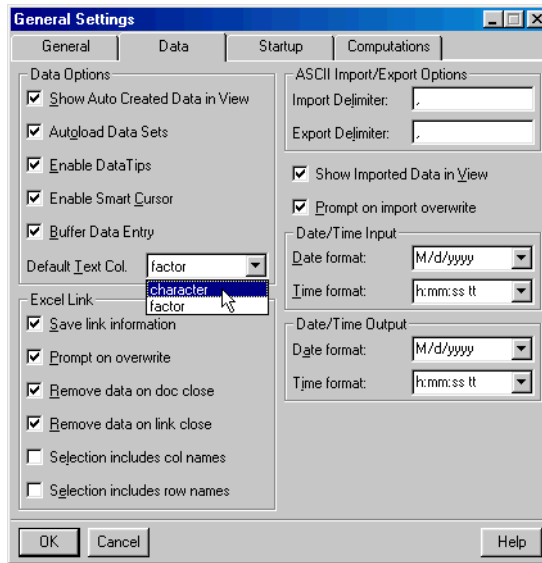 General Settings
General Data Startup Computations
Data Options
Show Auto Created Data in View
Autoload Data Sets
Enable DataTips
Enable Smart Cursor
Buffer Data Entry
Default Text Col. factor
character
factor
Excel Link
Save link information
Prompt on overwrite
Remove data on doc close
Remove data on link close
Selection includes col names
Selection includes row names
ASCII Import/Export Options
Import Delimiter: ,
Export Delimiter: ,
Show Imported Data in View
Prompt on import overwrite
Date/Time Input
Date format: M/d/yyyy
Time format: h:mm:ss tt
Date/Time Output
Date format: M/d/yyyy
Time format: h:mm:ss tt
OK Cancel Help